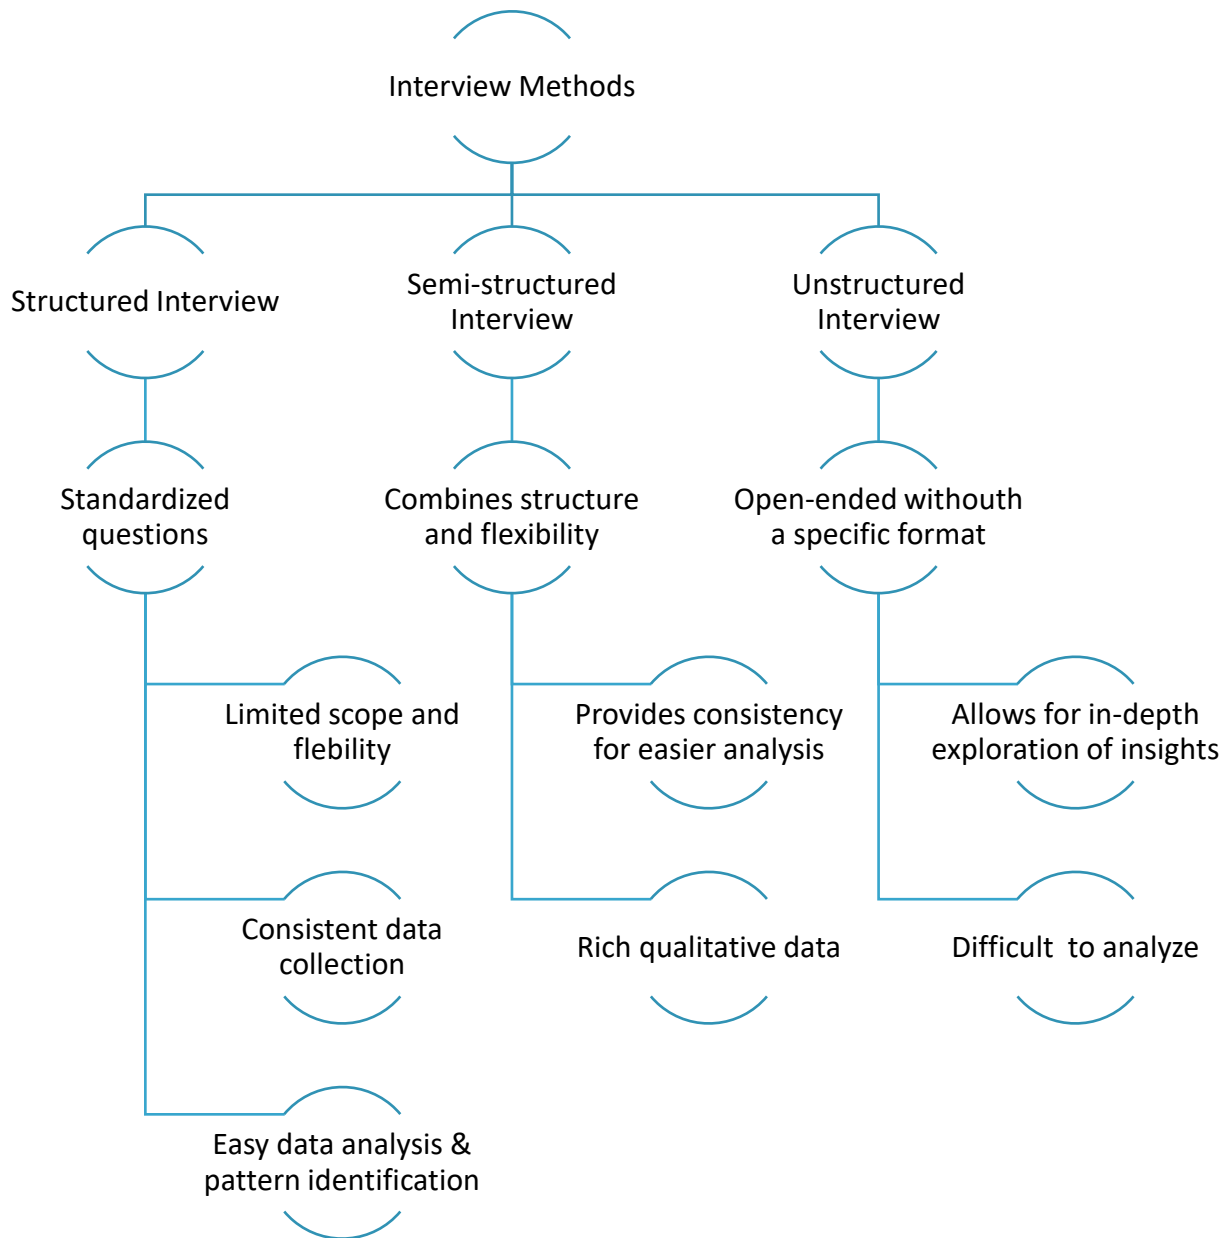 Interview Methods
Structured Interview
Semi-structured
Interview
Unstructured
Interview
Standardized
questions
Combines structure
and flexibility
Open-ended withouth
a specific format
Limited scope and
flebility
Provides consistency
for easier analysis
Allows for in-depth
exploration of insights
Consistent data
collection
Rich qualitative data
Difficult to analyze
Easy data analysis &
pattern identification